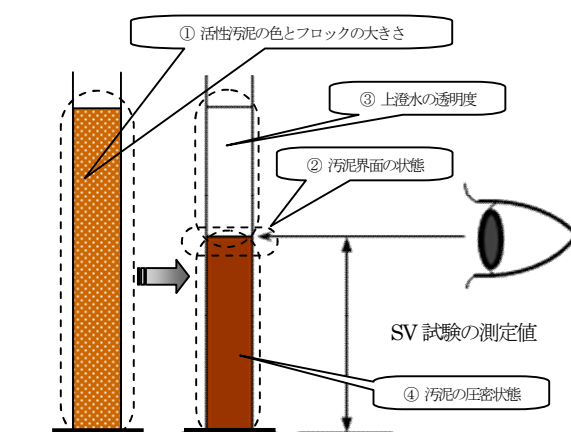 ① 活性汚泥の色とフロックの大きさ
③ 上澄水の透明度
② 汚泥界面の状態
SV 試験の測定値
④ 汚泥の圧密状態